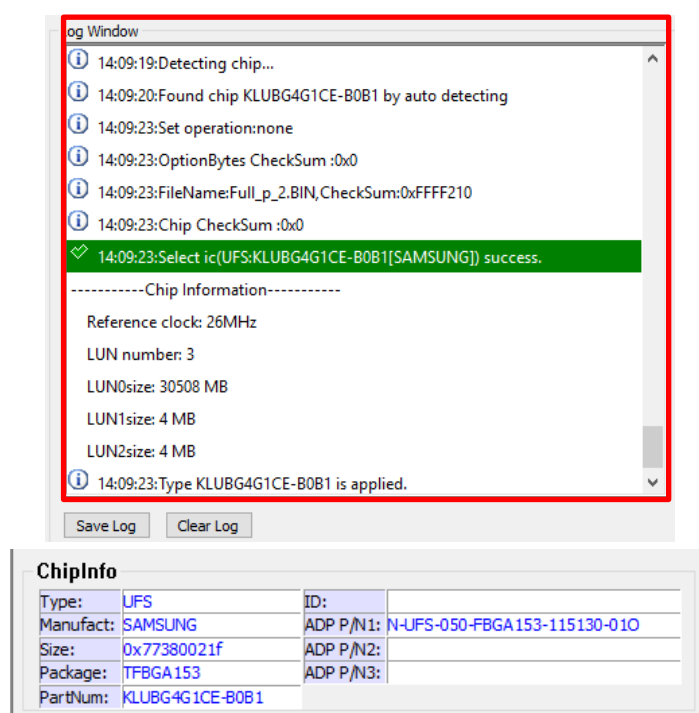 og Window
14:09:19:Detecting chip...
14:09:20:Found chip KLUBG4G1CE-B0B1 by auto detecting
14:09:23:Set operation:none
14:09:23:OptionBytes CheckSum :0x0
14:09:23:FileName:Full_p_2.BIN,CheckSum:0xFFFF210
14:09:23:Chip CheckSum :0x0
14:09:23:Select ic(UFS:KLUBG4G1CE-B0B1[SAMSUNG]) success.
-----------Chip Information-----------
Reference clock: 26MHz
LUN number: 3
LUN0size: 30508 MB
LUN1size: 4 MB
LUN2size: 4 MB
14:09:23:Type KLUBG4G1CE-B0B1 is applied.
Save Log Clear Log
ChipInfo
Type: UFS ID:
Manufact: SAMSUNG ADP P/N1: N-UFS-050-FBGA153-115130-01O
Size: 0x77380021f ADP P/N2:
Package: TFBGA153 ADP P/N3:
PartNum: KLUBG4G1CE-B0B1